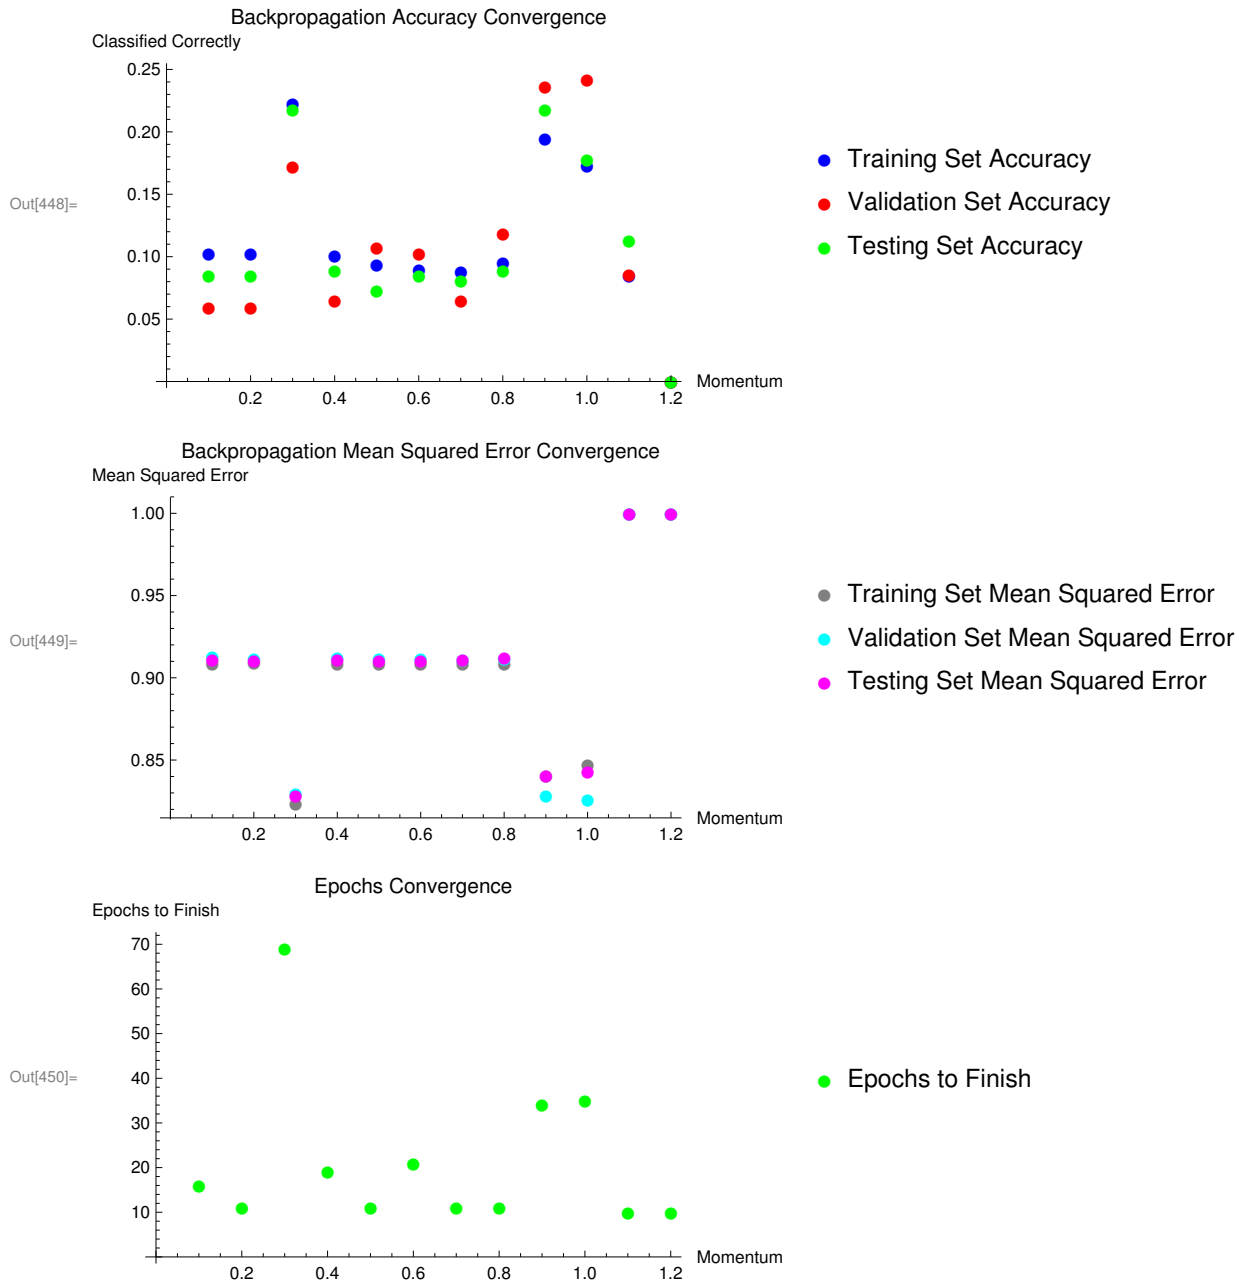 Backpropagation Accuracy Convergence
Classified Correctly
0.25
0.20
0.15
0.10
0.05
0.2 0.4 0.6 0.8 1.0 1.2
Momentum
Out[448]=
Training Set Accuracy
Validation Set Accuracy
Testing Set Accuracy
Backpropagation Mean Squared Error Convergence
Mean Squared Error
1.00
0.95
0.90
0.85
0.2 0.4 0.6 0.8 1.0 1.2
Momentum
Out[449]=
Training Set Mean Squared Error
Validation Set Mean Squared Error
Testing Set Mean Squared Error
Epochs Convergence
Epochs to Finish
70
60
50
40
30
20
10
0.2 0.4 0.6 0.8 1.0 1.2
Momentum
Out[450]=
Epochs to Finish